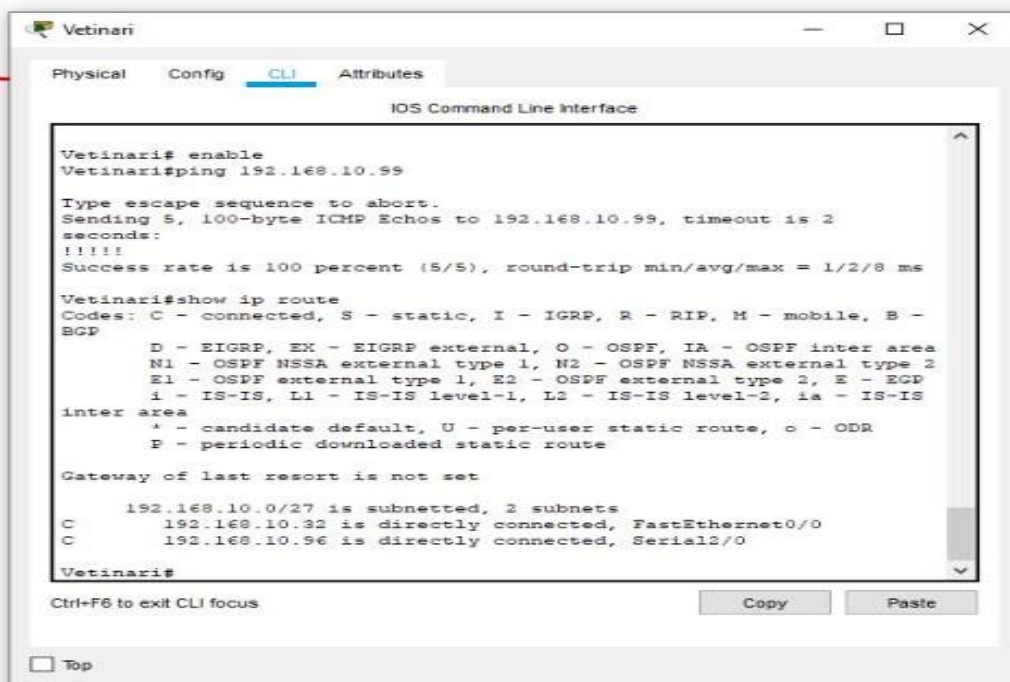 Vetinari
Physical Config CLI Attributes
IOS Command Line Interface
Vetinari# enable
Vetinari#ping 192.168.10.99
Type escape sequence to abort.
Sending 5, 100-byte ICMP Echos to 192.168.10.99, timeout is 2
seconds:
!!!!!
Success rate is 100 percent (5/5), round-trip min/avg/max = 1/2/8 ms
Vetinari#show ip route
Codes: C - connected, S - static, I - IGRP, R - RIP, M - mobile, B -
BGP
D - EIGRP, EX - EIGRP external, O - OSPF, IA - OSPF inter area
N1 - OSPF NSSA external type 1, N2 - OSPF NSSA external type 2
E1 - OSPF external type 1, E2 - OSPF external type 2, E - EGP
i - IS-IS, L1 - IS-IS level-1, L2 - IS-IS level-2, ia - IS-IS
inter area
* - candidate default, U - per-user static route, o - ODR
P - periodic downloaded static route
Gateway of last resort is not set
192.168.10.0/27 is subnetted, 2 subnets
C 192.168.10.32 is directly connected, FastEthernet0/0
C 192.168.10.96 is directly connected, Serial2/0
Vetinari#
Ctrl+F6 to exit CLI focus
Copy Paste
Top